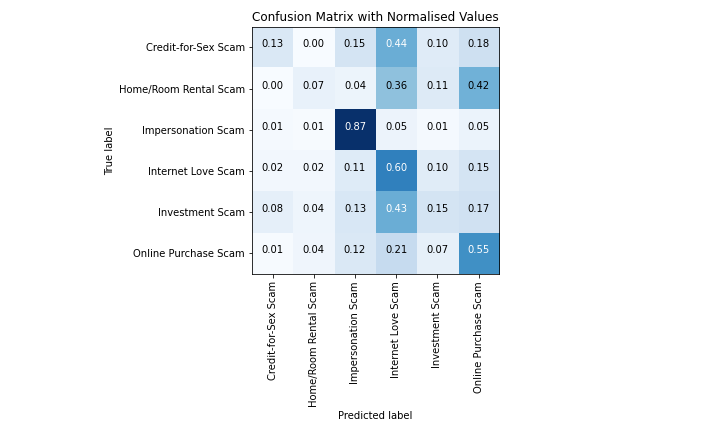 Confusion Matrix with Normalised Values
Credit-for-Sex Scam 0.13 0.00 0.15 0.44 0.10 0.18
Home/Room Rental Scam 0.00 0.07 0.04 0.36 0.11 0.42
Impersonation Scam 0.01 0.01 0.87 0.05 0.01 0.05
Internet Love Scam 0.02 0.02 0.11 0.60 0.10 0.15
Investment Scam 0.08 0.04 0.13 0.43 0.15 0.17
Online Purchase Scam 0.01 0.04 0.12 0.21 0.07 0.55
True label
Credit-for-Sex Scam
Home/Room Rental Scam
Impersonation Scam
Internet Love Scam
Investment Scam
Online Purchase Scam
Predicted label